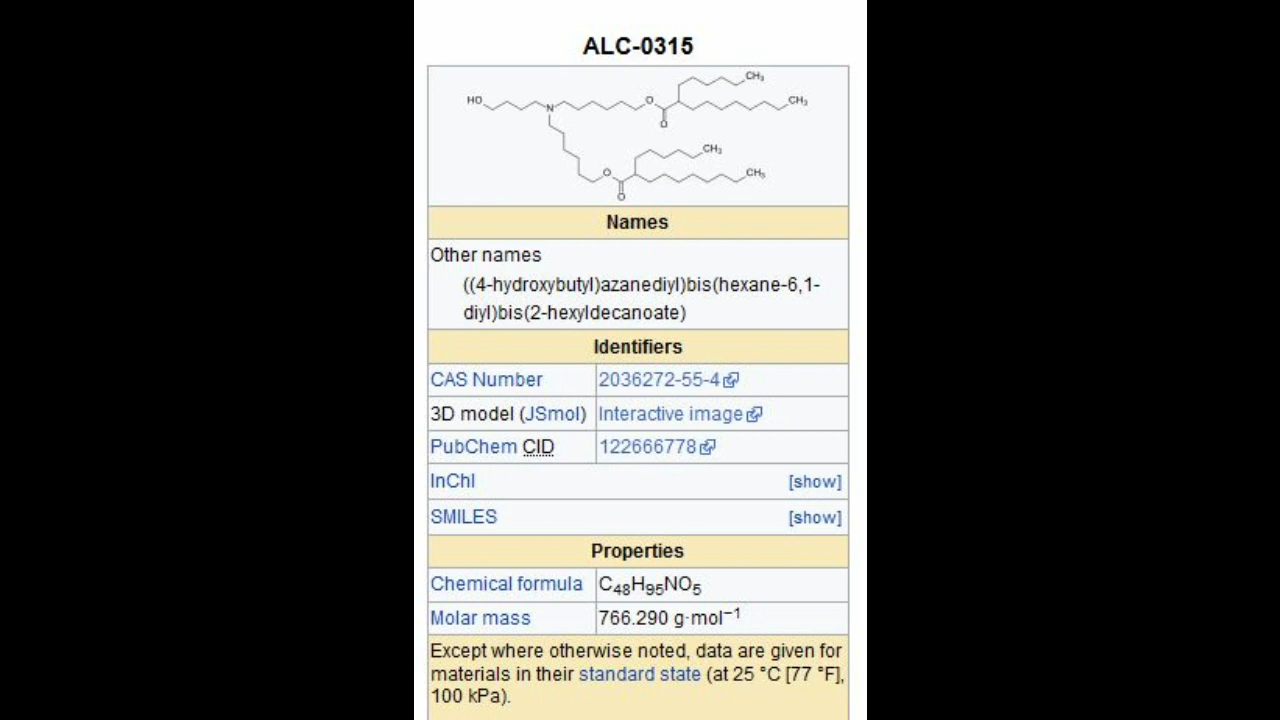 ALC-0315
CH₃
HO
N
O
CH₃
O
CH₃
O
CH₃
O
Names
Other names
((4-hydroxybutyl)azanediyl)bis(hexane-6,1-
diyl)bis(2-hexyldecanoate)
Identifiers
CAS Number 2036272-55-4
3D model (JSmol) Interactive image
PubChem CID 122666778
InChI [show]
SMILES [show]
Properties
Chemical formula C₄₈H₉₅NO₅
Molar mass 766.290 g·mol⁻¹
Except where otherwise noted, data are given for
materials in their standard state (at 25 °C [77 °F],
100 kPa).